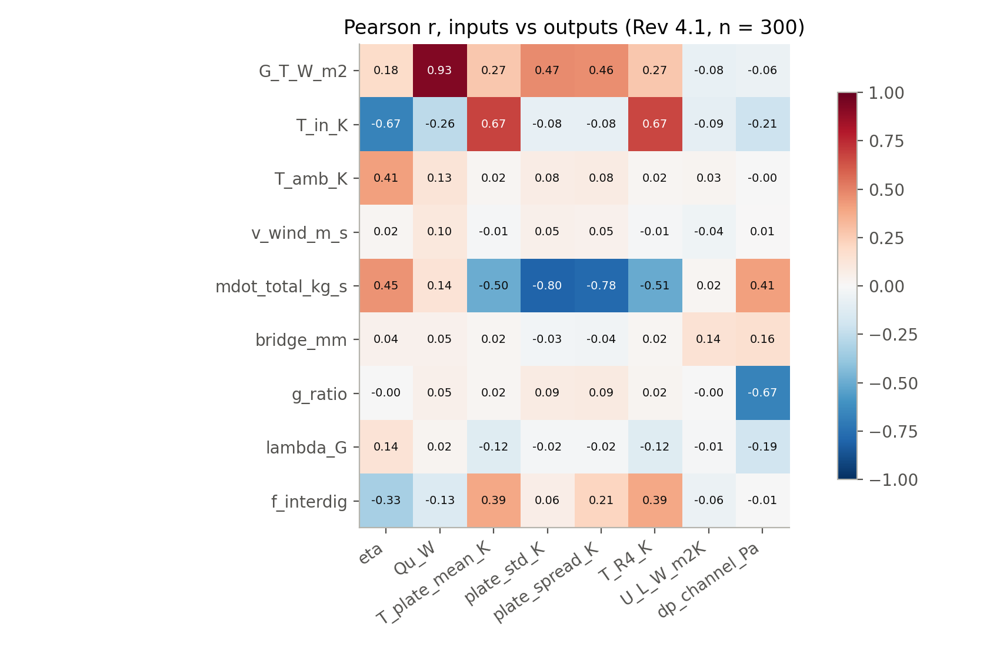 Pearson r, inputs vs outputs (Rev 4.1, n = 300)
G_T_W_m2 0.18 0.93 0.27 0.47 0.46 0.27 -0.08 -0.06
T_in_K -0.67 -0.26 0.67 -0.08 -0.08 0.67 -0.09 -0.21
T_amb_K 0.41 0.13 0.02 0.08 0.08 0.02 0.03 -0.00
v_wind_m_s 0.02 0.10 -0.01 0.05 0.05 -0.01 -0.04 0.01
mdot_total_kg_s 0.45 0.14 -0.50 -0.80 -0.78 -0.51 0.02 0.41
bridge_mm 0.04 0.05 0.02 -0.03 -0.04 0.02 0.14 0.16
g_ratio -0.00 0.05 0.02 0.09 0.09 0.02 -0.00 -0.67
lambda_G 0.14 0.02 -0.12 -0.02 -0.02 -0.12 -0.01 -0.19
f_interdig -0.33 -0.13 0.39 0.06 0.21 0.39 -0.06 -0.01
eta
Qu_W
T_plate_mean_K
plate_std_K
plate_spread_K
T_R4_K
U_L_W_m2K
dp_channel_Pa
1.00
0.75
0.50
0.25
0.00
−0.25
−0.50
−0.75
−1.00